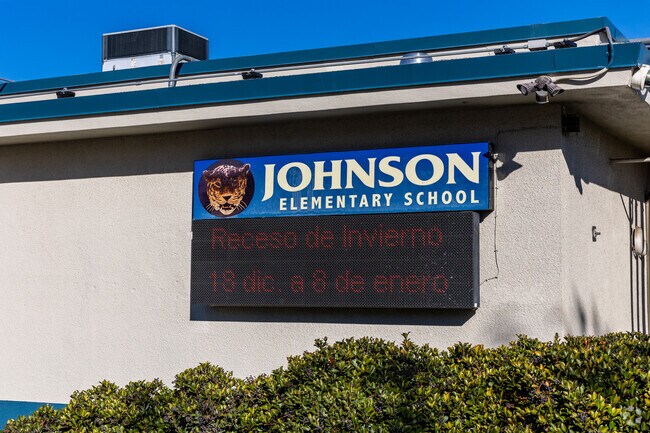 JOHNSON
ELEMENTARY SCHOOL
Receso de Invierno
18 dic. a 8 de enero